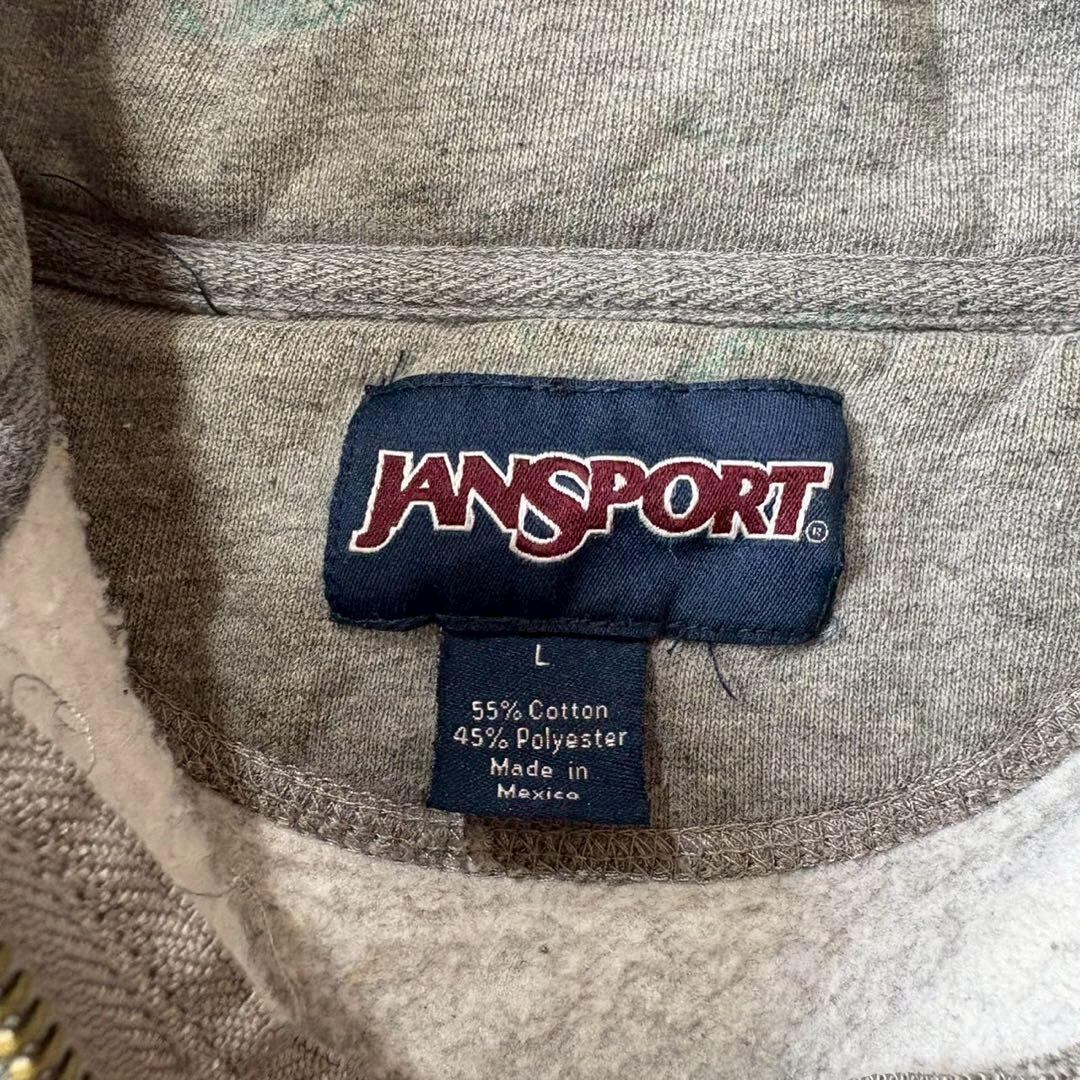 JANSPORT®
L
55% Cotton
45% Polyester
Made in
Mexico